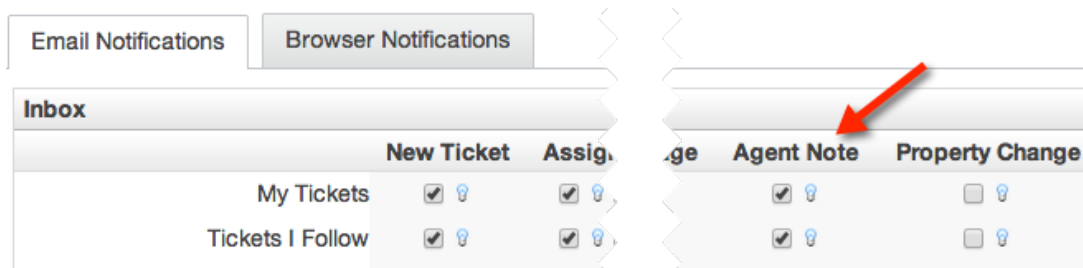 Email Notifications Browser Notifications
Inbox
New Ticket Agent Note Property Change
My Tickets
Tickets I Follow